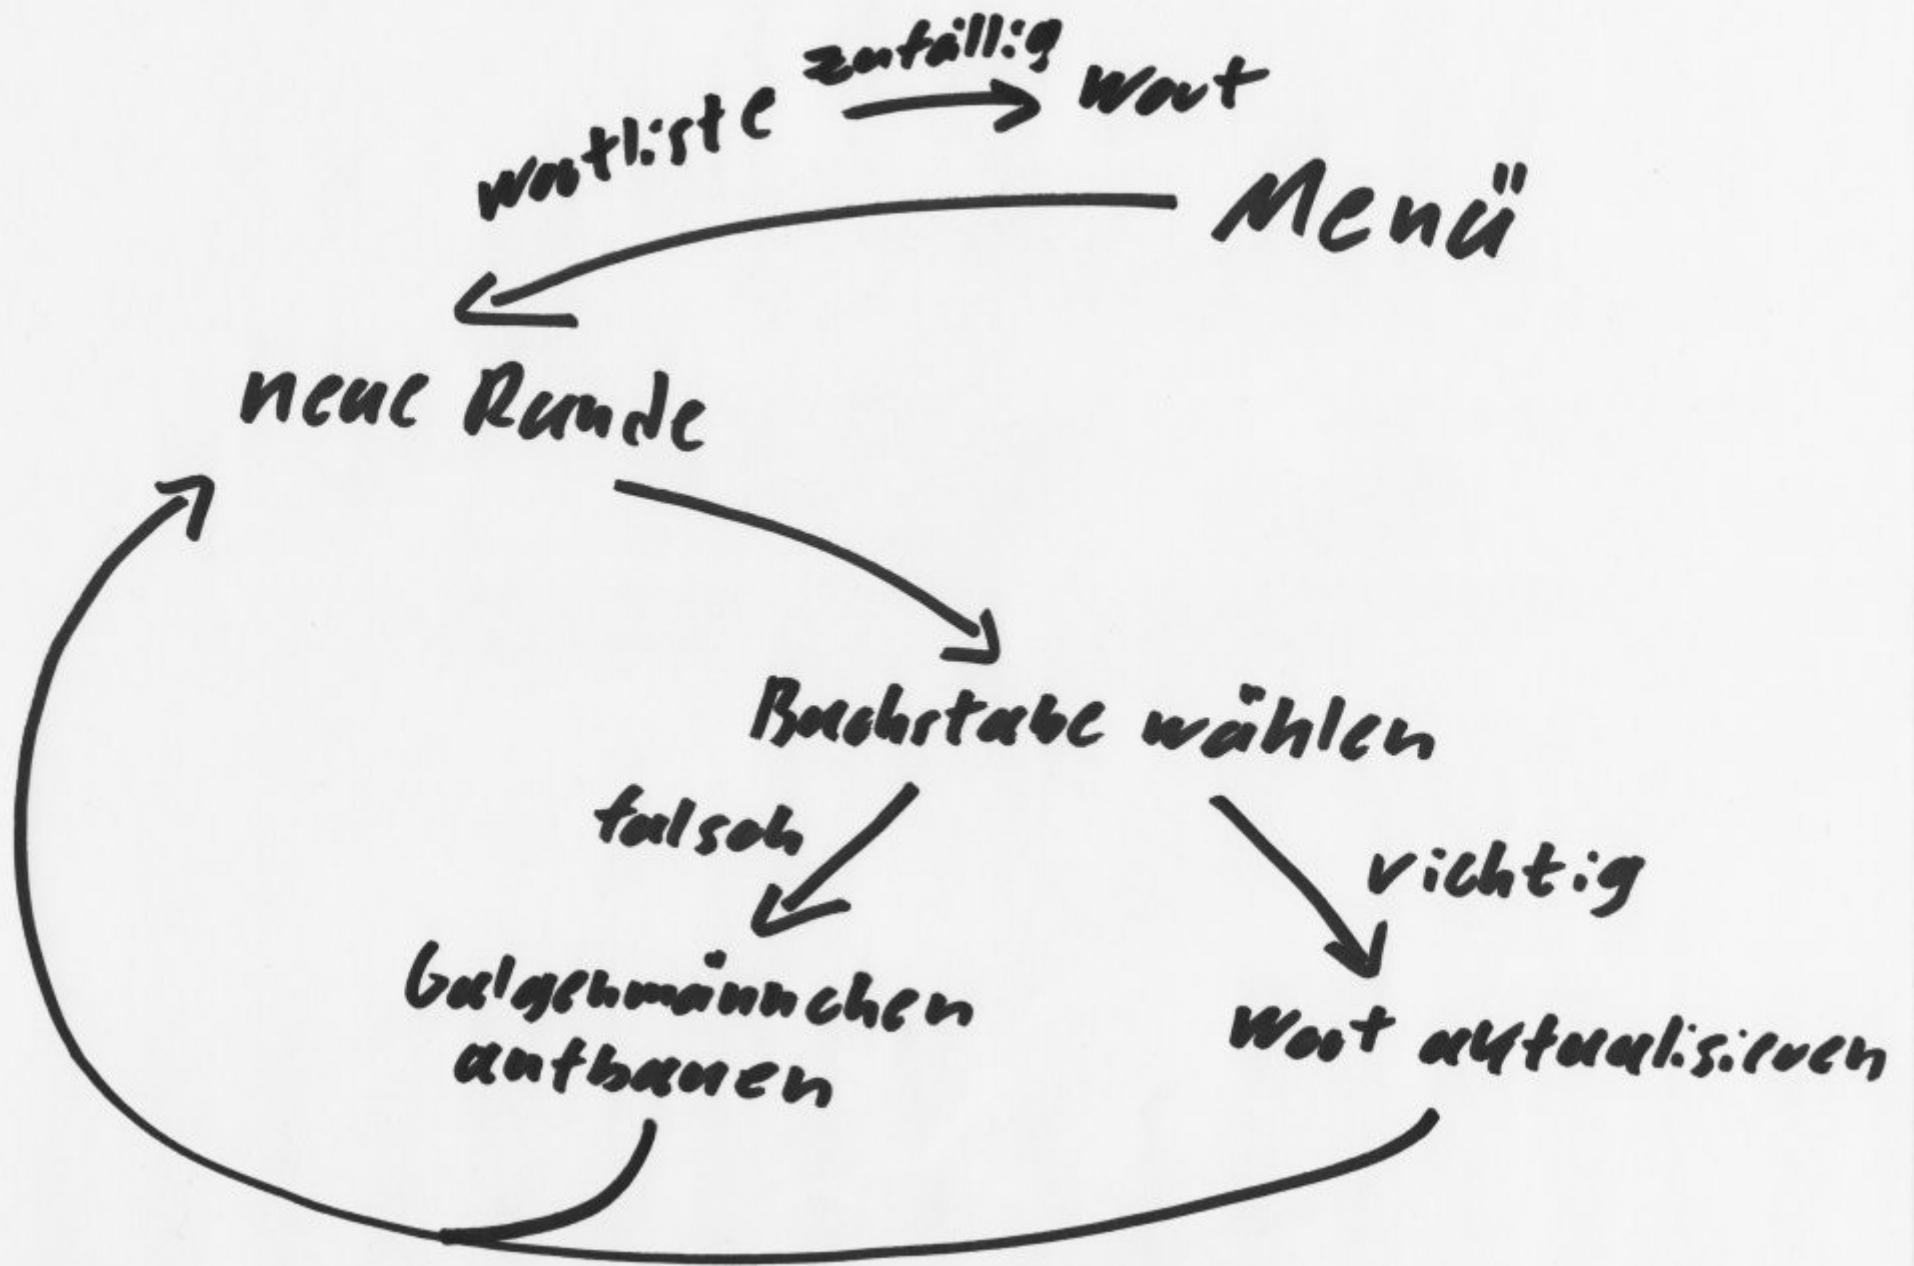 zufällig
wortliste
Wort
Menü
neue Runde
Buchstabe wählen
falsch
richtig
Galgenmännchen
aufbauen
Wort aktualisieren